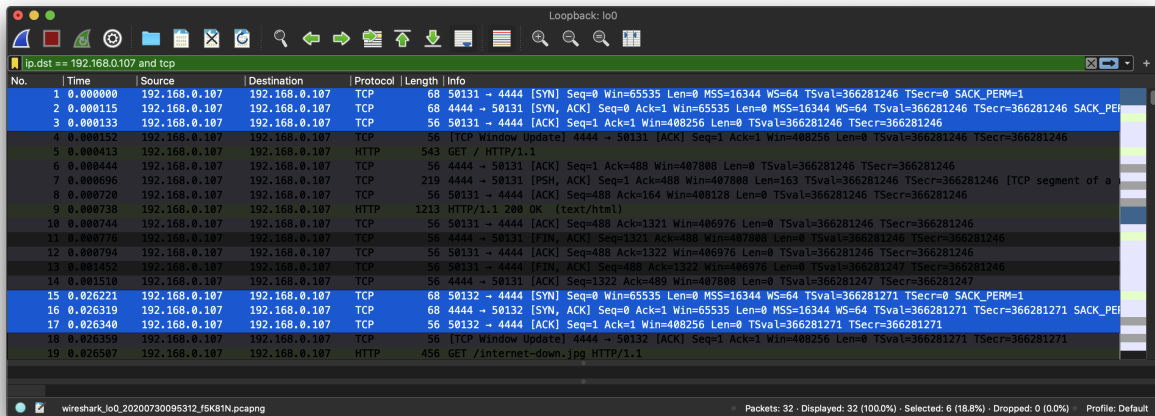 Loopback: lo0
ip.dst == 192.168.0.107 and tcp
No. Time Source Destination Protocol Length Info
1 0.000000 192.168.0.107 192.168.0.107 TCP 68 50131 → 4444 [SYN] Seq=0 Win=65535 Len=0 MSS=16344 WS=64 TSval=366281246 TSecr=0 SACK_PERM=1
2 0.000115 192.168.0.107 192.168.0.107 TCP 68 4444 → 50131 [SYN, ACK] Seq=0 Ack=1 Win=65535 Len=0 MSS=16344 WS=64 TSval=366281246 TSecr=366281246 SACK_PE
3 0.000133 192.168.0.107 192.168.0.107 TCP 56 50131 → 4444 [ACK] Seq=1 Ack=1 Win=408256 Len=0 TSval=366281246 TSecr=366281246
4 0.000152 192.168.0.107 192.168.0.107 TCP 56 [TCP Window Update] 4444 → 50131 [ACK] Seq=1 Ack=1 Win=408256 Len=0 TSval=366281246 TSecr=366281246
5 0.000413 192.168.0.107 192.168.0.107 HTTP 543 GET / HTTP/1.1
6 0.000444 192.168.0.107 192.168.0.107 TCP 56 4444 → 50131 [ACK] Seq=1 Ack=488 Win=407808 Len=0 TSval=366281246 TSecr=366281246
7 0.000696 192.168.0.107 192.168.0.107 TCP 219 4444 → 50131 [PSH, ACK] Seq=1 Ack=488 Win=407808 Len=163 TSval=366281246 TSecr=366281246 [TCP segment of a
8 0.000720 192.168.0.107 192.168.0.107 TCP 56 50131 → 4444 [ACK] Seq=488 Ack=164 Win=408128 Len=0 TSval=366281246 TSecr=366281246
9 0.000738 192.168.0.107 192.168.0.107 HTTP 1213 HTTP/1.1 200 OK (text/html)
10 0.000744 192.168.0.107 192.168.0.107 TCP 56 50131 → 4444 [ACK] Seq=488 Ack=1321 Win=406976 Len=0 TSval=366281246 TSecr=366281246
11 0.000776 192.168.0.107 192.168.0.107 TCP 56 4444 → 50131 [FIN, ACK] Seq=1321 Ack=488 Win=407808 Len=0 TSval=366281246 TSecr=366281246
12 0.000794 192.168.0.107 192.168.0.107 TCP 56 50131 → 4444 [ACK] Seq=488 Ack=1322 Win=406976 Len=0 TSval=366281246 TSecr=366281246
13 0.001452 192.168.0.107 192.168.0.107 TCP 56 50131 → 4444 [FIN, ACK] Seq=488 Ack=1322 Win=406976 Len=0 TSval=366281247 TSecr=366281246
14 0.001510 192.168.0.107 192.168.0.107 TCP 56 4444 → 50131 [ACK] Seq=1322 Ack=489 Win=407808 Len=0 TSval=366281247 TSecr=366281247
15 0.026221 192.168.0.107 192.168.0.107 TCP 68 50132 → 4444 [SYN] Seq=0 Win=65535 Len=0 MSS=16344 WS=64 TSval=366281271 TSecr=0 SACK_PERM=1
16 0.026319 192.168.0.107 192.168.0.107 TCP 68 4444 → 50132 [SYN, ACK] Seq=0 Ack=1 Win=65535 Len=0 MSS=16344 WS=64 TSval=366281271 TSecr=366281271 SACK_PE
17 0.026340 192.168.0.107 192.168.0.107 TCP 56 50132 → 4444 [ACK] Seq=1 Ack=1 Win=408256 Len=0 TSval=366281271 TSecr=366281271
18 0.026359 192.168.0.107 192.168.0.107 TCP 56 [TCP Window Update] 4444 → 50132 [ACK] Seq=1 Ack=1 Win=408256 Len=0 TSval=366281271 TSecr=366281271
19 0.026507 192.168.0.107 192.168.0.107 HTTP 456 GET /internet-down.jpg HTTP/1.1
wireshark_lo0_20200730095312_f5K81N.pcapng Packets: 32 · Displayed: 32 (100.0%) · Selected: 6 (18.8%) · Dropped: 0 (0.0%) Profile: Default